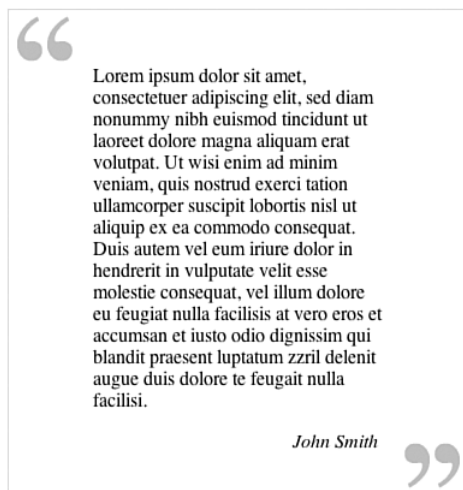 “
Lorem ipsum dolor sit amet,
consectetuer adipiscing elit, sed diam
nonummy nibh euismod tincidunt ut
laoreet dolore magna aliquam erat
volutpat. Ut wisi enim ad minim
veniam, quis nostrud exerci tation
ullamcorper suscipit lobortis nisl ut
aliquip ex ea commodo consequat.
Duis autem vel eum iriure dolor in
hendrerit in vulputate velit esse
molestie consequat, vel illum dolore
eu feugiat nulla facilisis at vero eros et
accumsan et iusto odio dignissim qui
blandit praesent luptatum zzril delenit
augue duis dolore te feugait nulla
facilisi.
John Smith
”